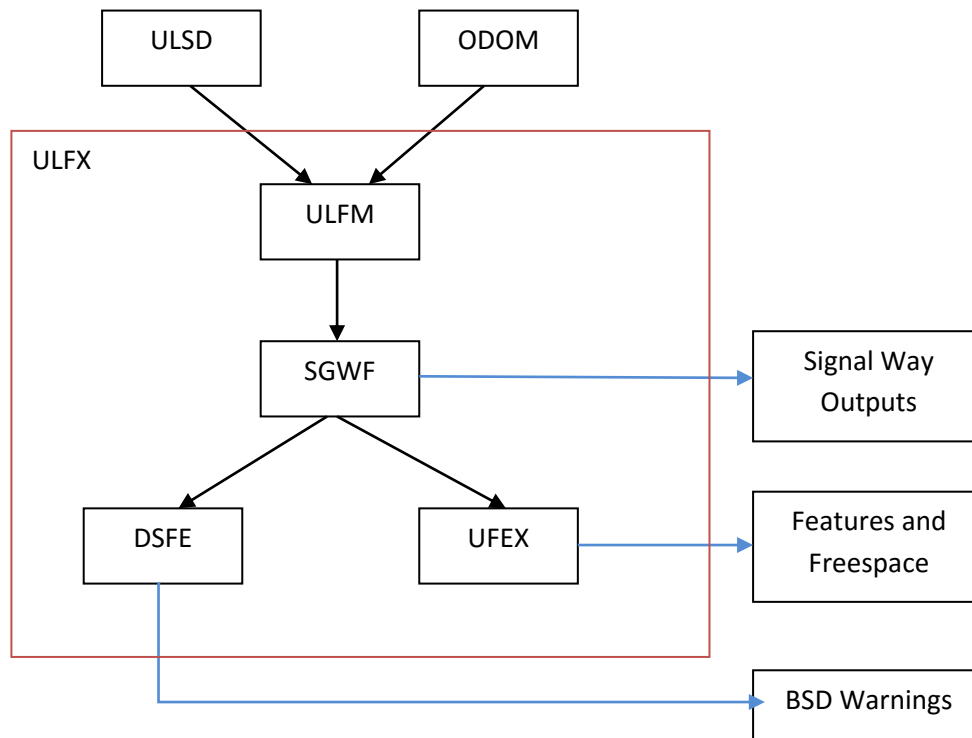 ULSD
ODOM
ULFX
ULFM
SGWF
Signal Way
Outputs
DSFE
UFEX
Features and
Freespace
BSD Warnings